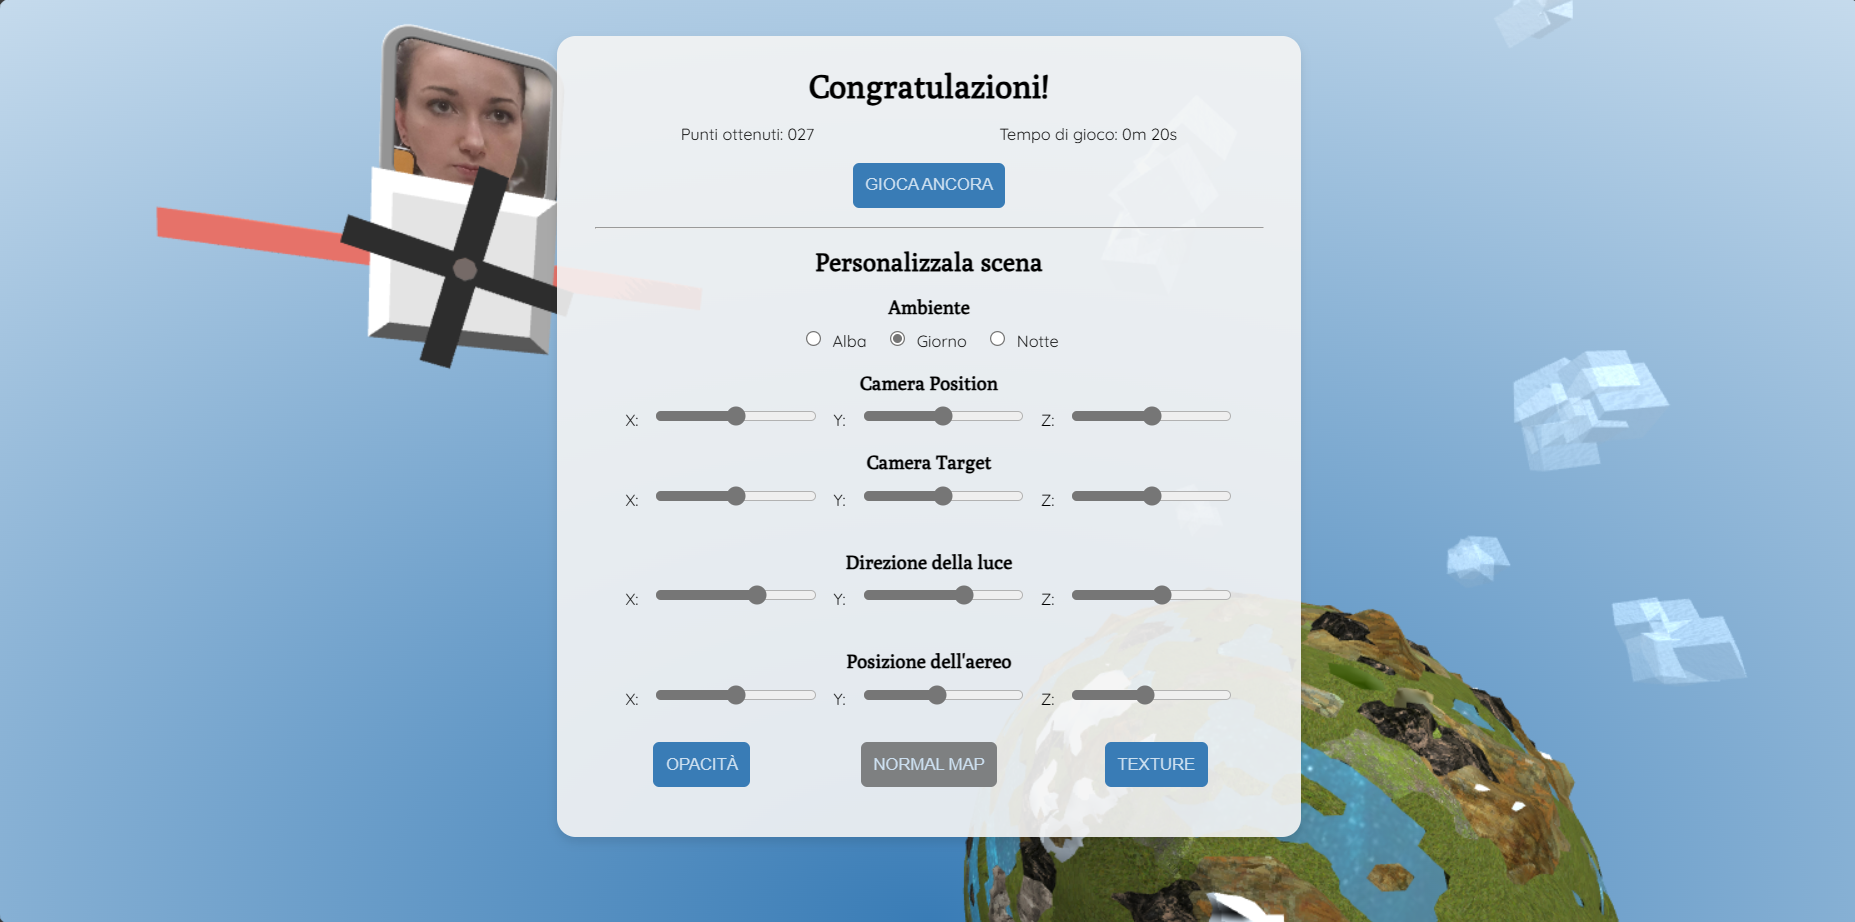 Congratulazioni!
Punti ottenuti: 027
Tempo di gioco: 0m 20s
GIOCA ANCORA
Personalizzala scena
Ambiente
Alba Giorno Notte
Camera Position
X: Y: Z:
Camera Target
X: Y: Z:
Direzione della luce
X: Y: Z:
Posizione dell'aereo
X: Y: Z:
OPACITÀ NORMAL MAP TEXTURE